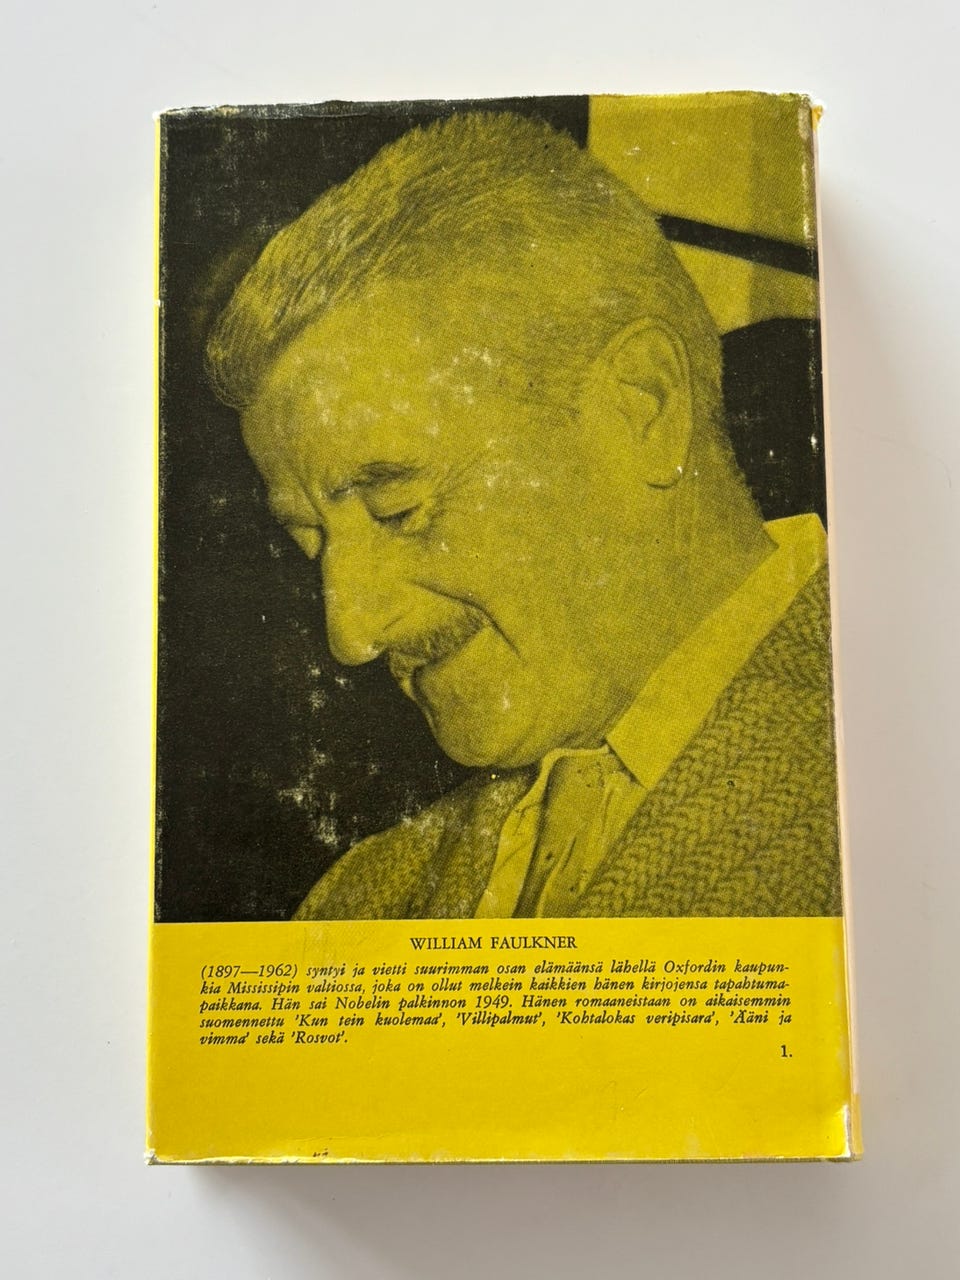 WILLIAM FAULKNER
(1897—1962) syntyi ja vietti suurimman osan elämäänsä lähellä Oxfordin kaupun-
kia Mississipin valtiossa, joka on ollut melkein kaikkien hänen kirjojensa tapahtuma-
paikkana. Hän sai Nobelin palkinnon 1949. Hänen romaaneistaan on aikaisemmin
suomennettu 'Kun tein kuolemaa', 'Villipalmut', 'Kohtalokas veripisara', 'Ääni ja
vimma' sekä 'Rosvot'.
1.